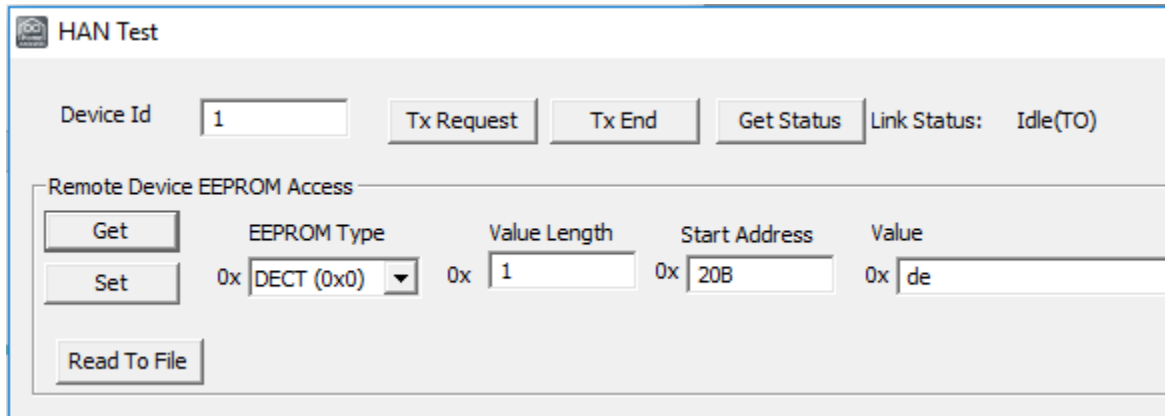 HAN Test
Device Id 1 Tx Request Tx End Get Status Link Status: Idle(TO)
Remote Device EEPROM Access
Get EEPROM Type Value Length Start Address Value
Set 0x DECT (0x0) 0x 1 0x 20B 0x de
Read To File